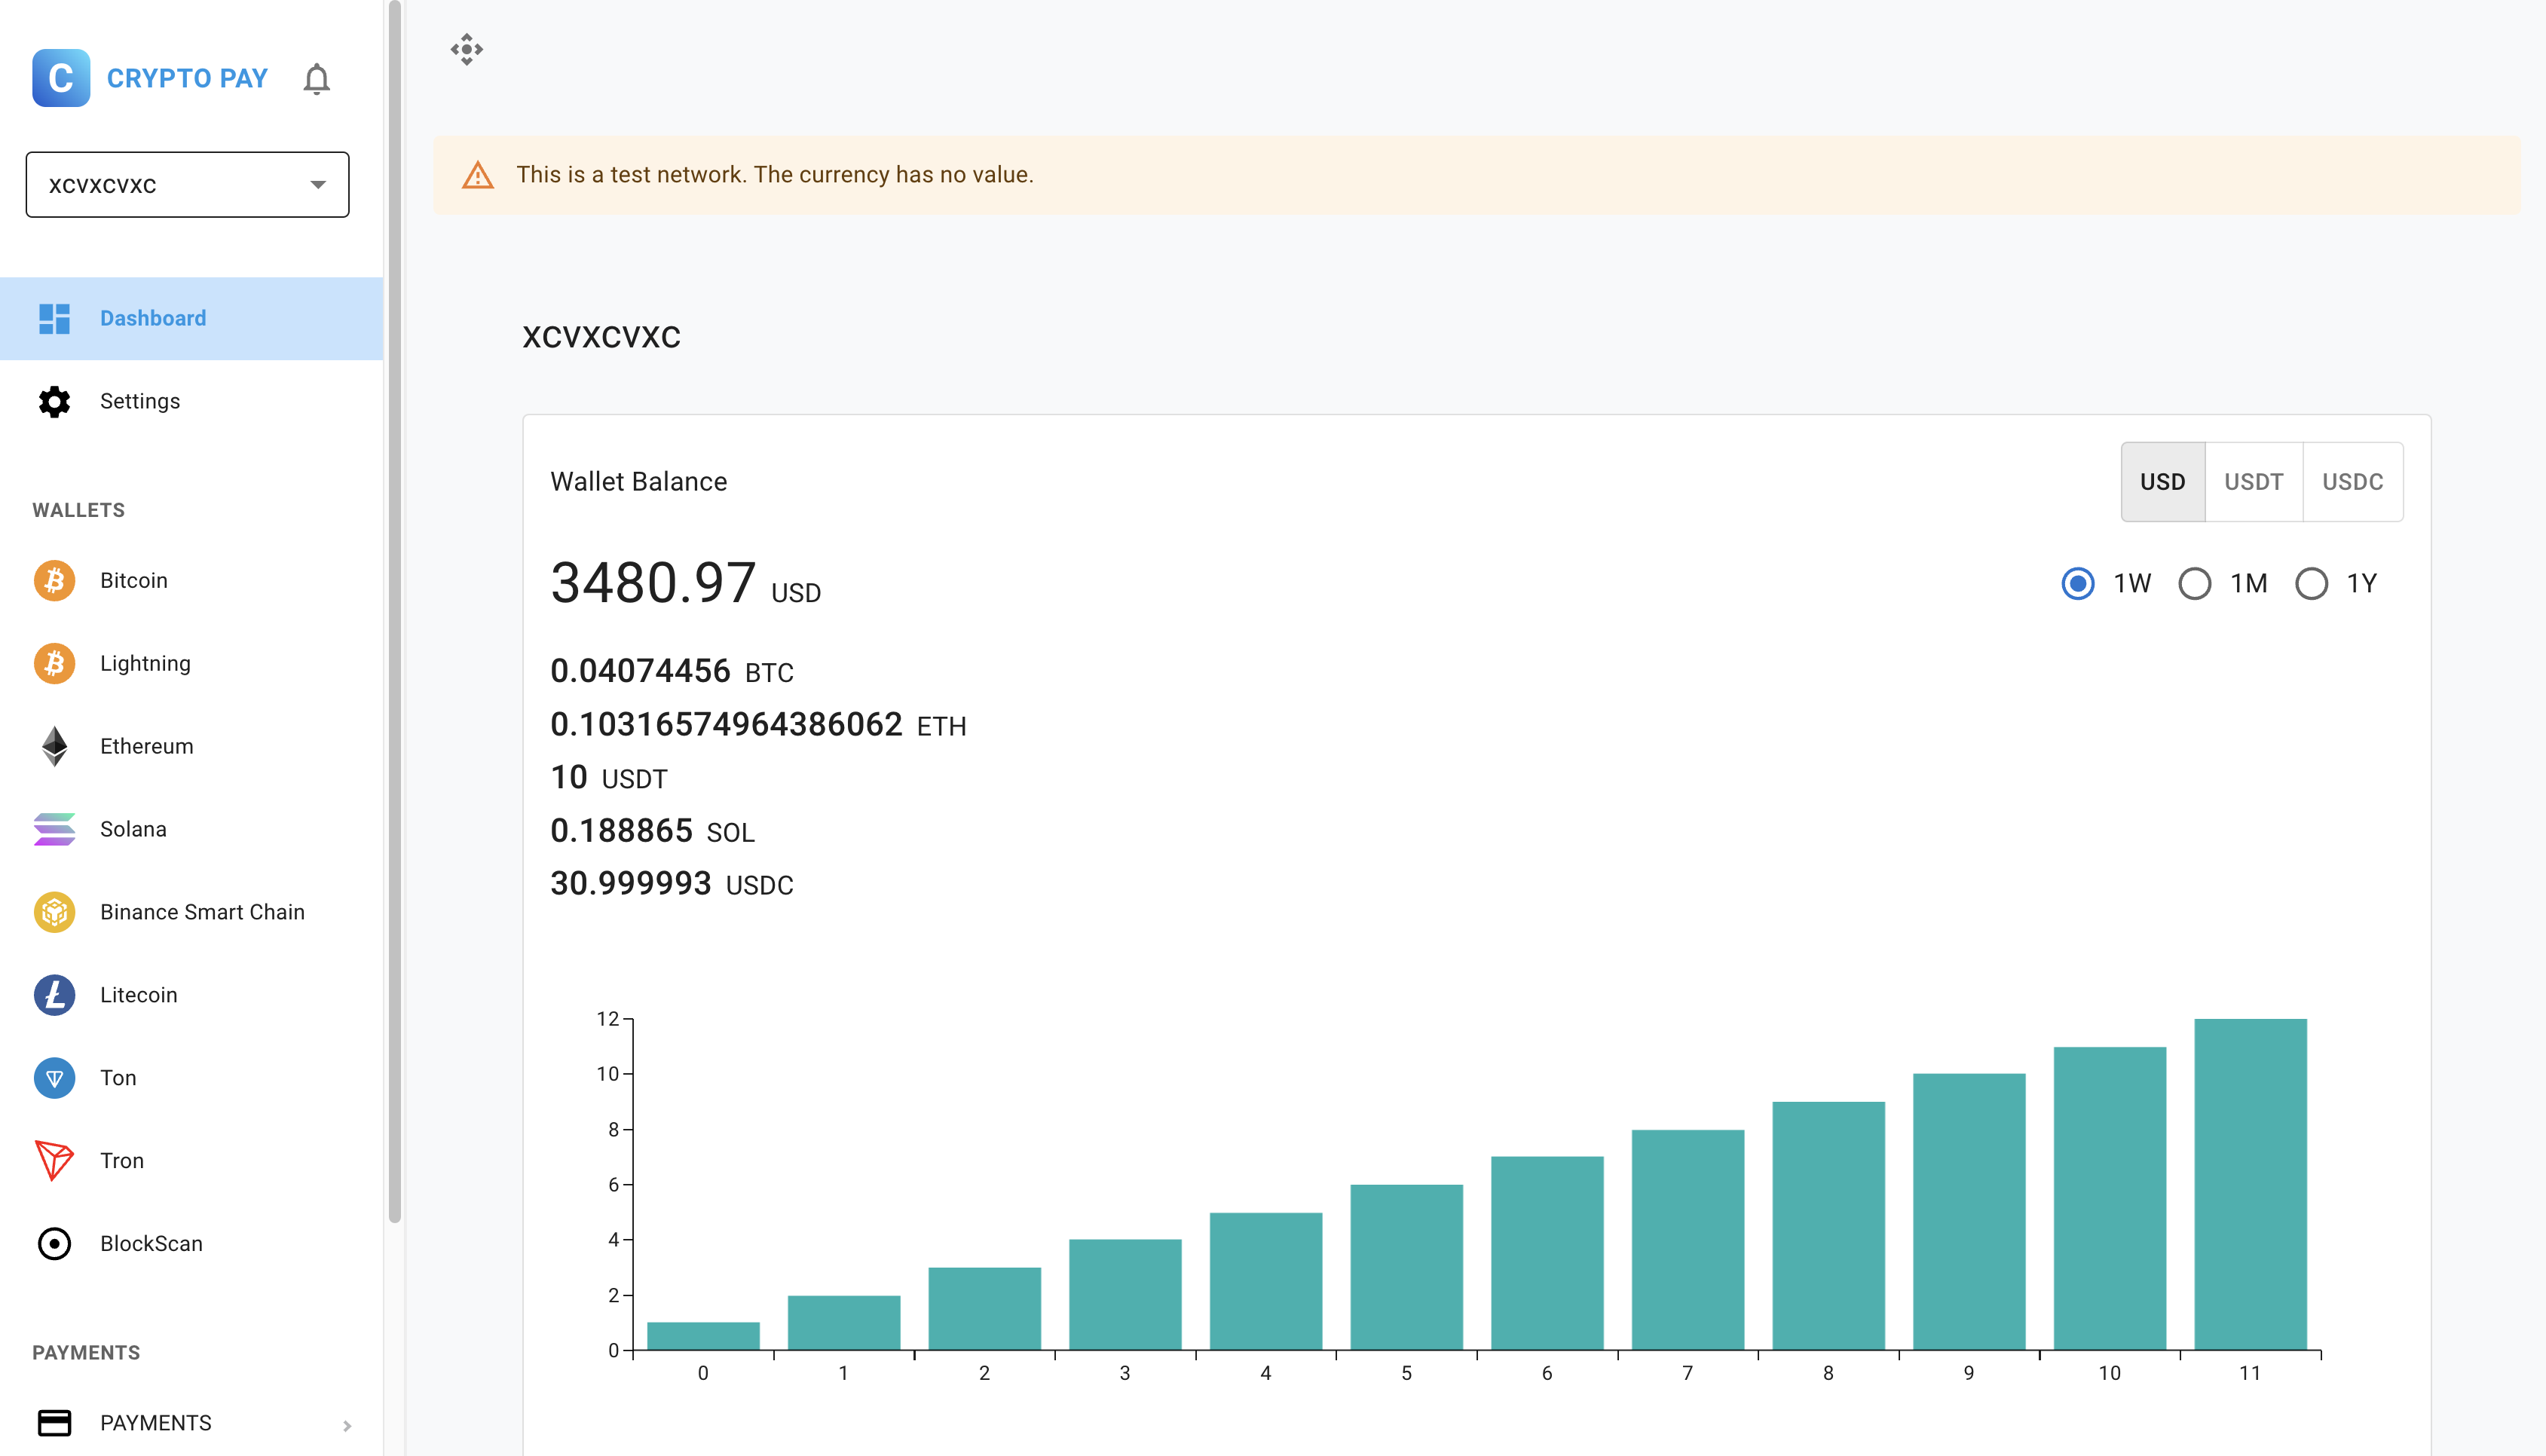 C CRYPTO PAY
xcvxcvxc
Dashboard
Settings
WALLETS
Bitcoin
Lightning
Ethereum
Solana
Binance Smart Chain
Litecoin
Ton
Tron
BlockScan
PAYMENTS
PAYMENTS
This is a test network. The currency has no value.
xcvxcvxc
Wallet Balance
USD USDT USDC
3480.97 USD
1W 1M 1Y
0.04074456 BTC
0.10316574964386062 ETH
10 USDT
0.188865 SOL
30.999993 USDC
12
10
8
6
4
2
0
0 1 2 3 4 5 6 7 8 9 10 11